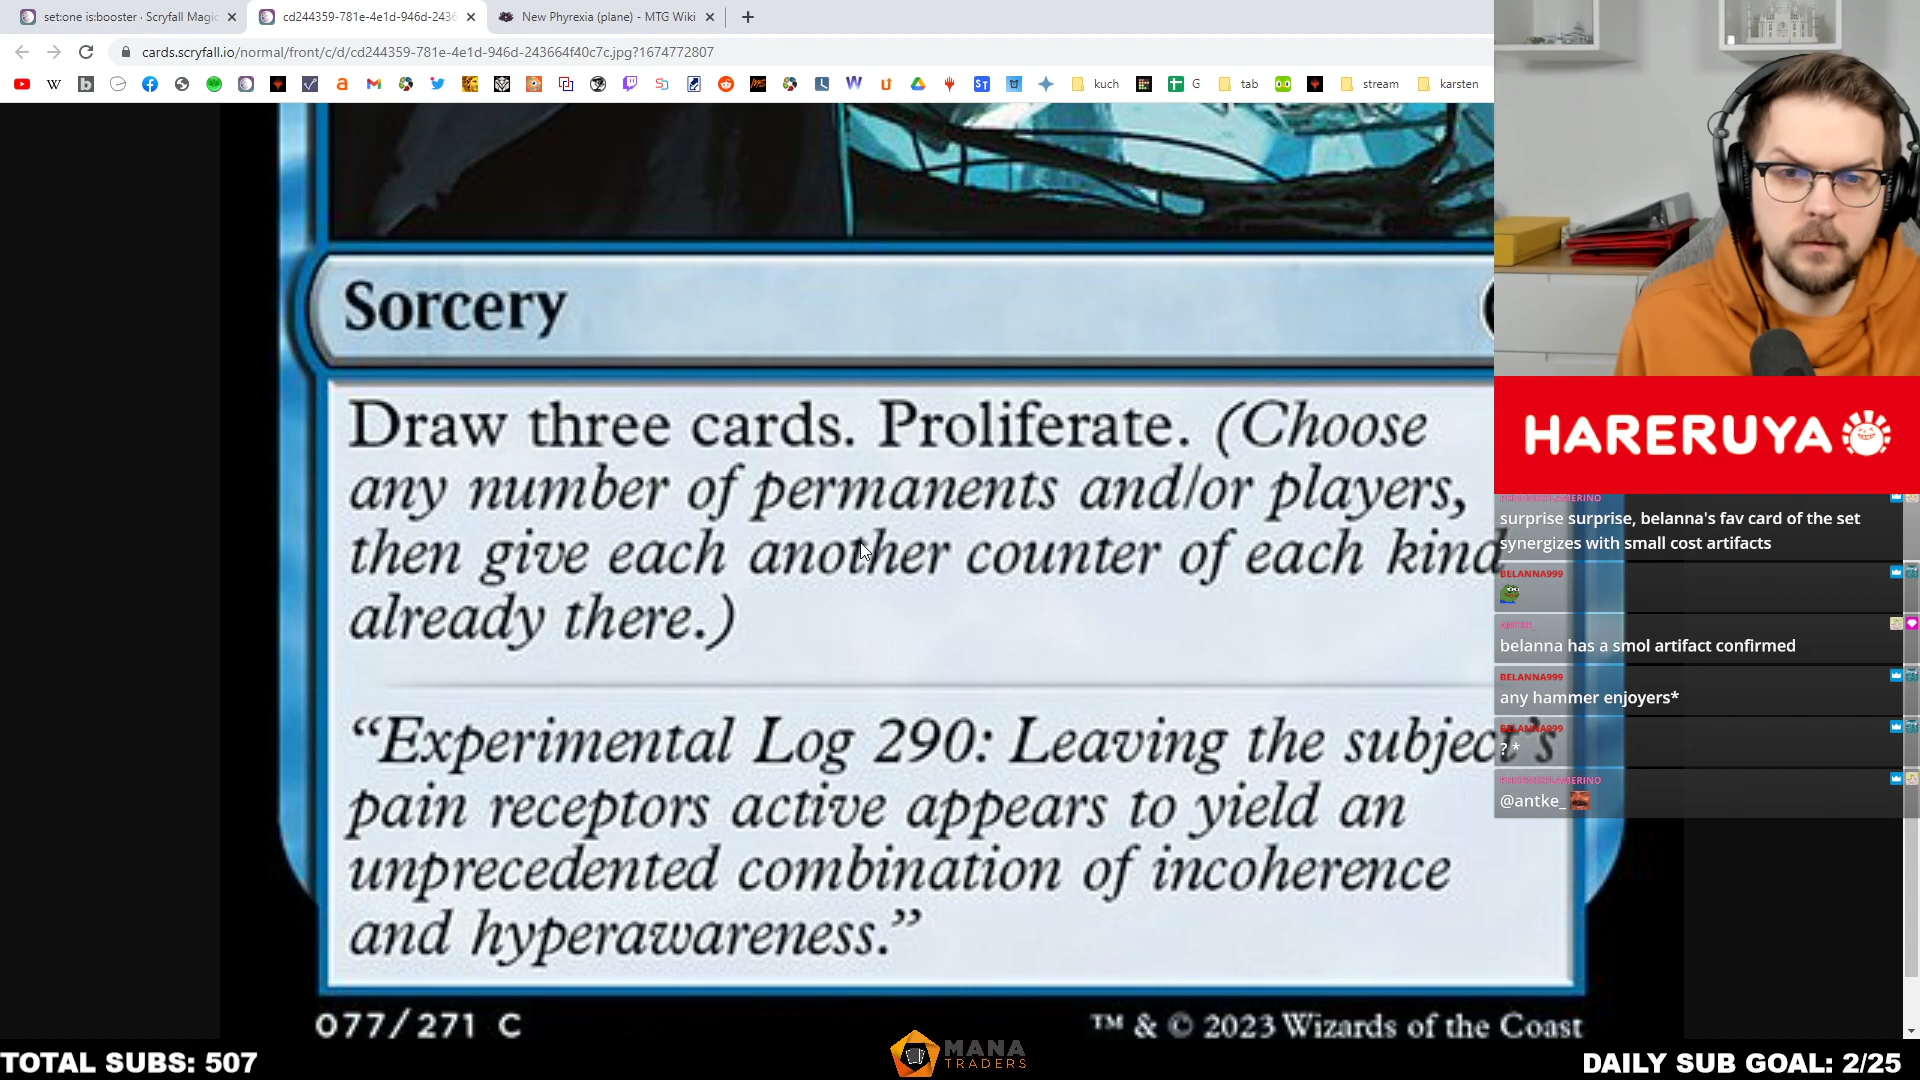 set:one is:booster · Scryfall Magic
cd244359-781e-4e1d-946d-2436
New Phyrexia (plane) - MTG Wiki
cards.scryfall.io/normal/front/c/d/cd244359-781e-4e1d-946d-243664f40c7c.jpg?1674772807
kuch
G
tab
stream
karsten
Sorcery
Draw three cards. Proliferate. (Choose
any number of permanents and/or players,
then give each another counter of each kind
already there.)
“Experimental Log 290: Leaving the subject’s
pain receptors active appears to yield an
unprecedented combination of incoherence
and hyperawareness.”
077/271 C
™ & © 2023 Wizards of the Coast
HARERUYA
surprise surprise, belanna's fav card of the set
synergizes with small cost artifacts
BELANNA999
ANTKE_
belanna has a smol artifact confirmed
BELANNA999
any hammer enjoyers*
BELANNA999
? *
@antke_
TOTAL SUBS: 507
MANA
TRADERS
DAILY SUB GOAL: 2/25